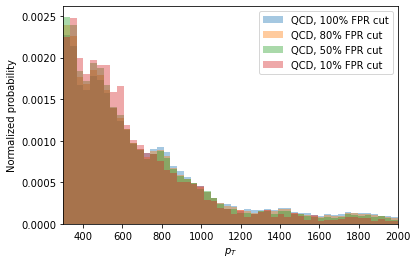 0.0025
0.0020
0.0015
0.0010
0.0005
0.0000
Normalized probability
QCD, 100% FPR cut
QCD, 80% FPR cut
QCD, 50% FPR cut
QCD, 10% FPR cut
400 600 800 1000 1200 1400 1600 1800 2000
p_T